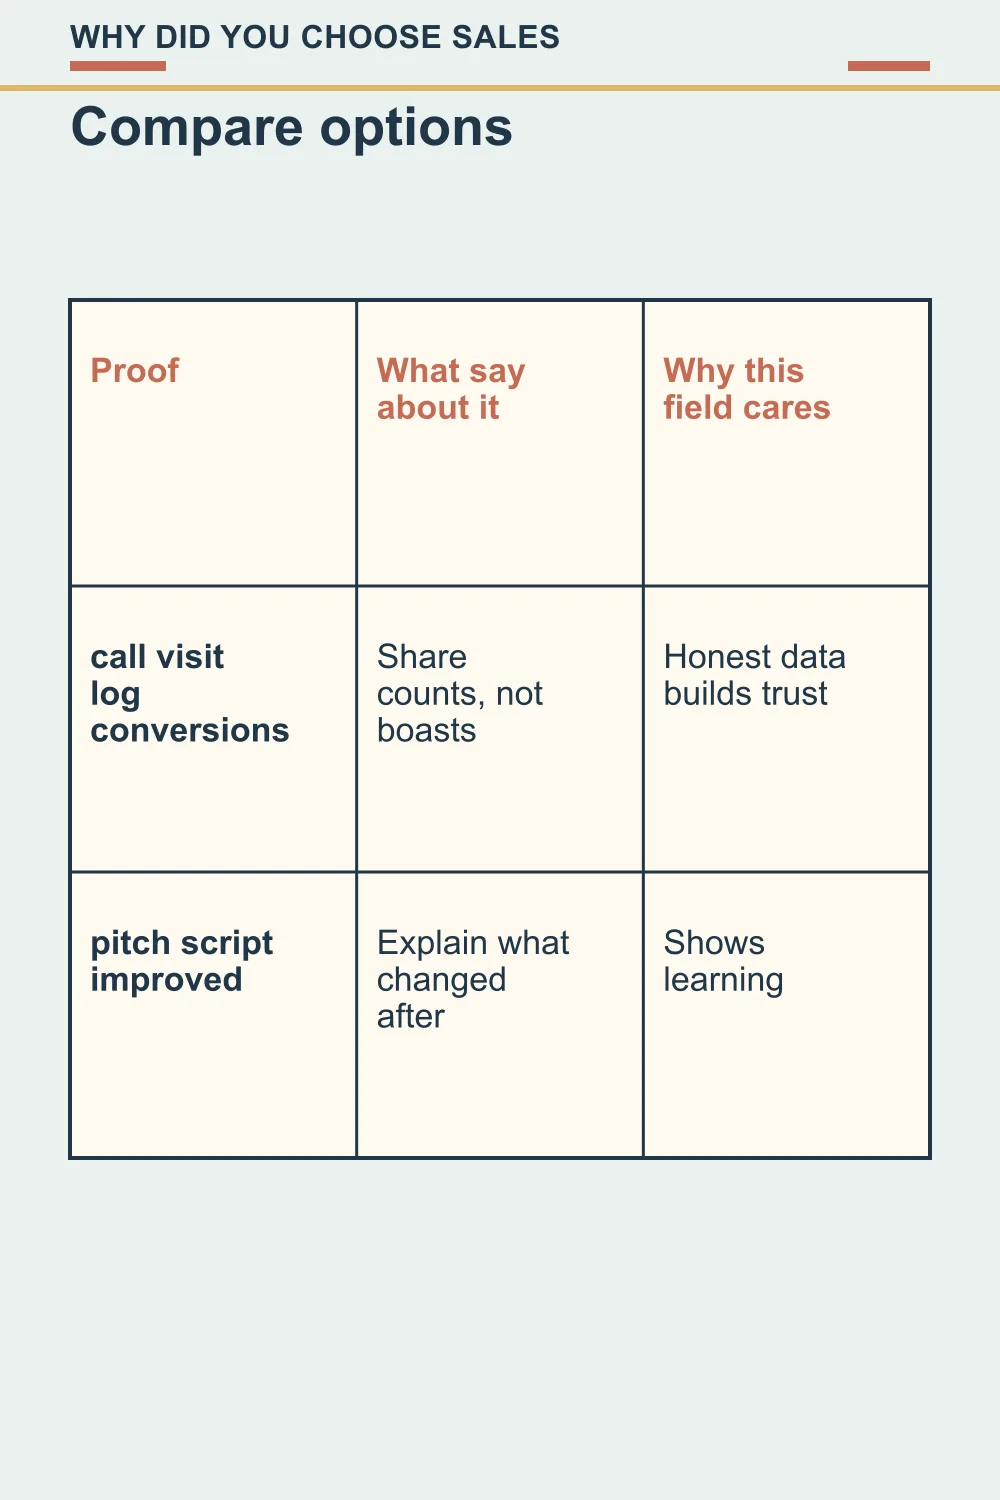 WHY DID YOU CHOOSE SALES
Compare options
Proof
What say
about it
Why this
field cares
call visit
log
conversions
Share
counts, not
boasts
Honest data
builds trust
pitch script
improved
Explain what
changed
after
Shows
learning